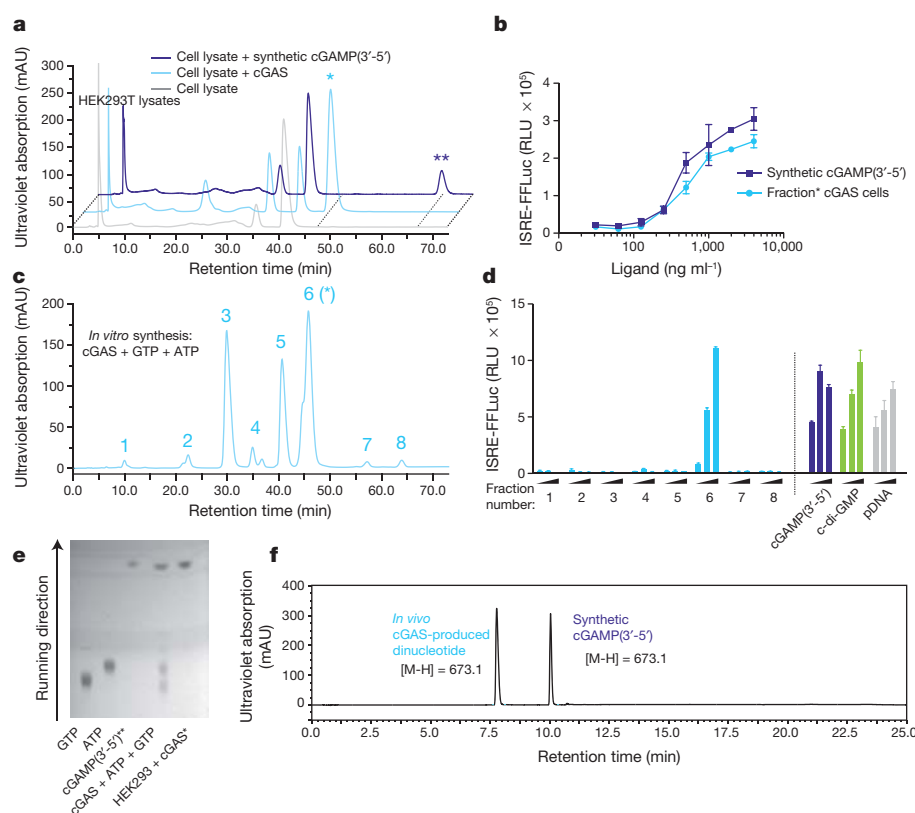 a
Cell lysate + synthetic cGAMP(3′-5′)
Cell lysate + cGAS
Cell lysate
Ultraviolet absorption (mAU)
300
250
200
150
100
50
0
HEK293T lysates
*
**
0 10.0 20.0 30.0 40.0 50.0 60.0 70.0
Retention time (min)
b
ISRE-FFLuc (RLU × 10⁵)
4
3
2
1
0
Synthetic cGAMP(3′-5′)
Fraction* cGAS cells
0 100 1,000 10,000
Ligand (ng ml⁻¹)
c
Ultraviolet absorption (mAU)
200
150
100
50
0
In vitro synthesis:
cGAS + GTP + ATP
1 2 3 4 5 6 (*) 7 8
0 10.0 20.0 30.0 40.0 50.0 60.0 70.0
Retention time (min)
d
ISRE-FFLuc (RLU × 10⁵)
15
10
5
0
Fraction
number:
1 2 3 4 5 6 7 8
cGAMP(3′-5′)
c-di-GMP
pDNA
e
Running direction
GTP
ATP
cGAMP(3′-5′)**
cGAS + ATP + GTP
HEK293 + cGAS*
f
Ultraviolet absorption
(mAU)
400
300
200
100
0
In vivo
cGAS-produced
dinucleotide
[M-H] = 673.1
Synthetic
cGAMP(3′-5′)
[M-H] = 673.1
0.0 2.5 5.0 7.5 10.0 12.5 15.0 17.5 20.0 22.5 25.0
Retention time (min)